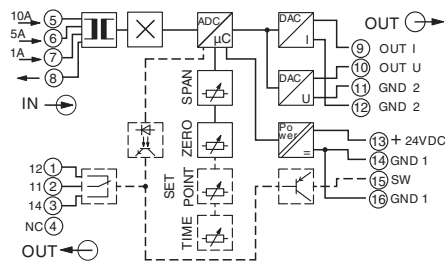 10A 5
5A 6
1A 7
8
IN
ADC
µC
DAC
I
DAC
U
OUT
9 OUT I
10 OUT U
11 GND 2
12 GND 2
SPAN
ZERO
SET
POINT
TIME
Po
wer
=
13 + 24VDC
14 GND 1
15 SW
16 GND 1
12 1
11 2
14 3
NC 4
OUT